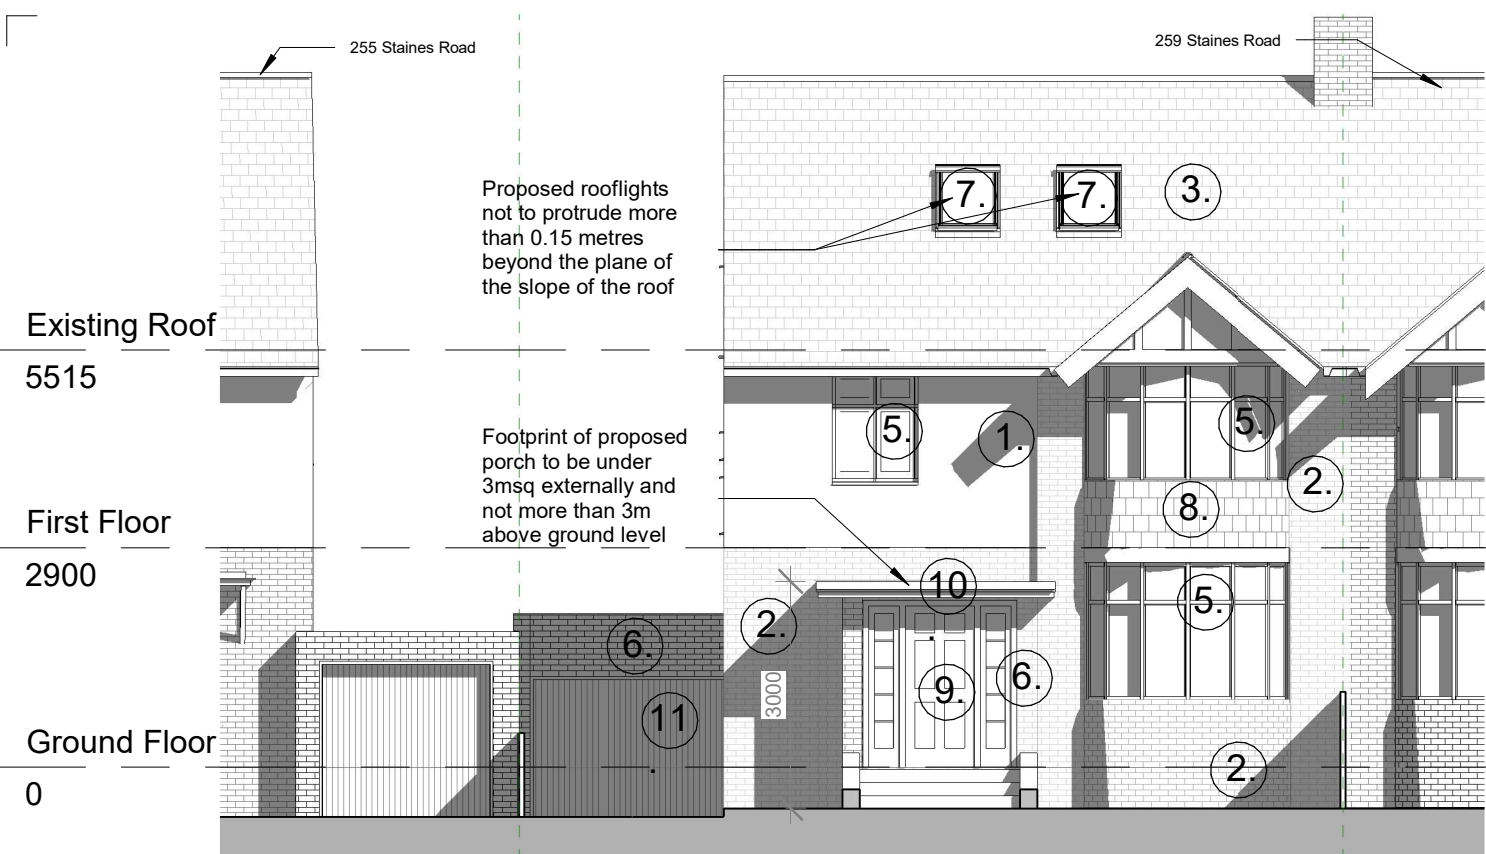 255 Staines Road
259 Staines Road
Proposed rooflights
not to protrude more
than 0.15 metres
beyond the plane of
the slope of the roof
7.
7.
3.
Existing Roof
5515
Footprint of proposed
porch to be under
3msq externally and
not more than 3m
above ground level
5.
1.
5.
2.
8.
First Floor
2900
10
.
5.
2.
6.
6.
9.
3000
11
.
Ground Floor
0
2.